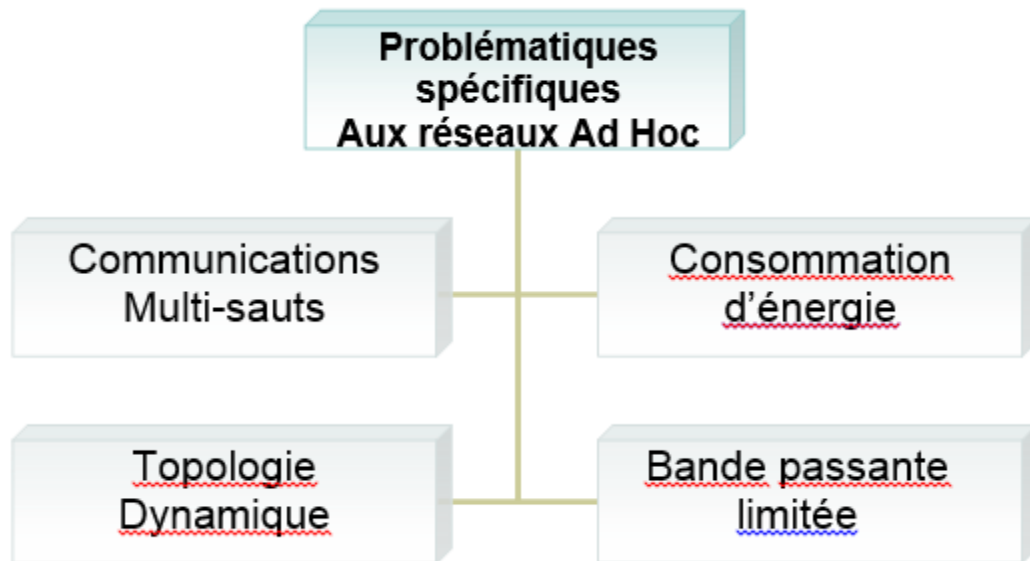 Problématiques
spécifiques
Aux réseaux Ad Hoc
Communications
Multi-sauts
Consommation
d’énergie
Topologie
Dynamique
Bande passante
limitée